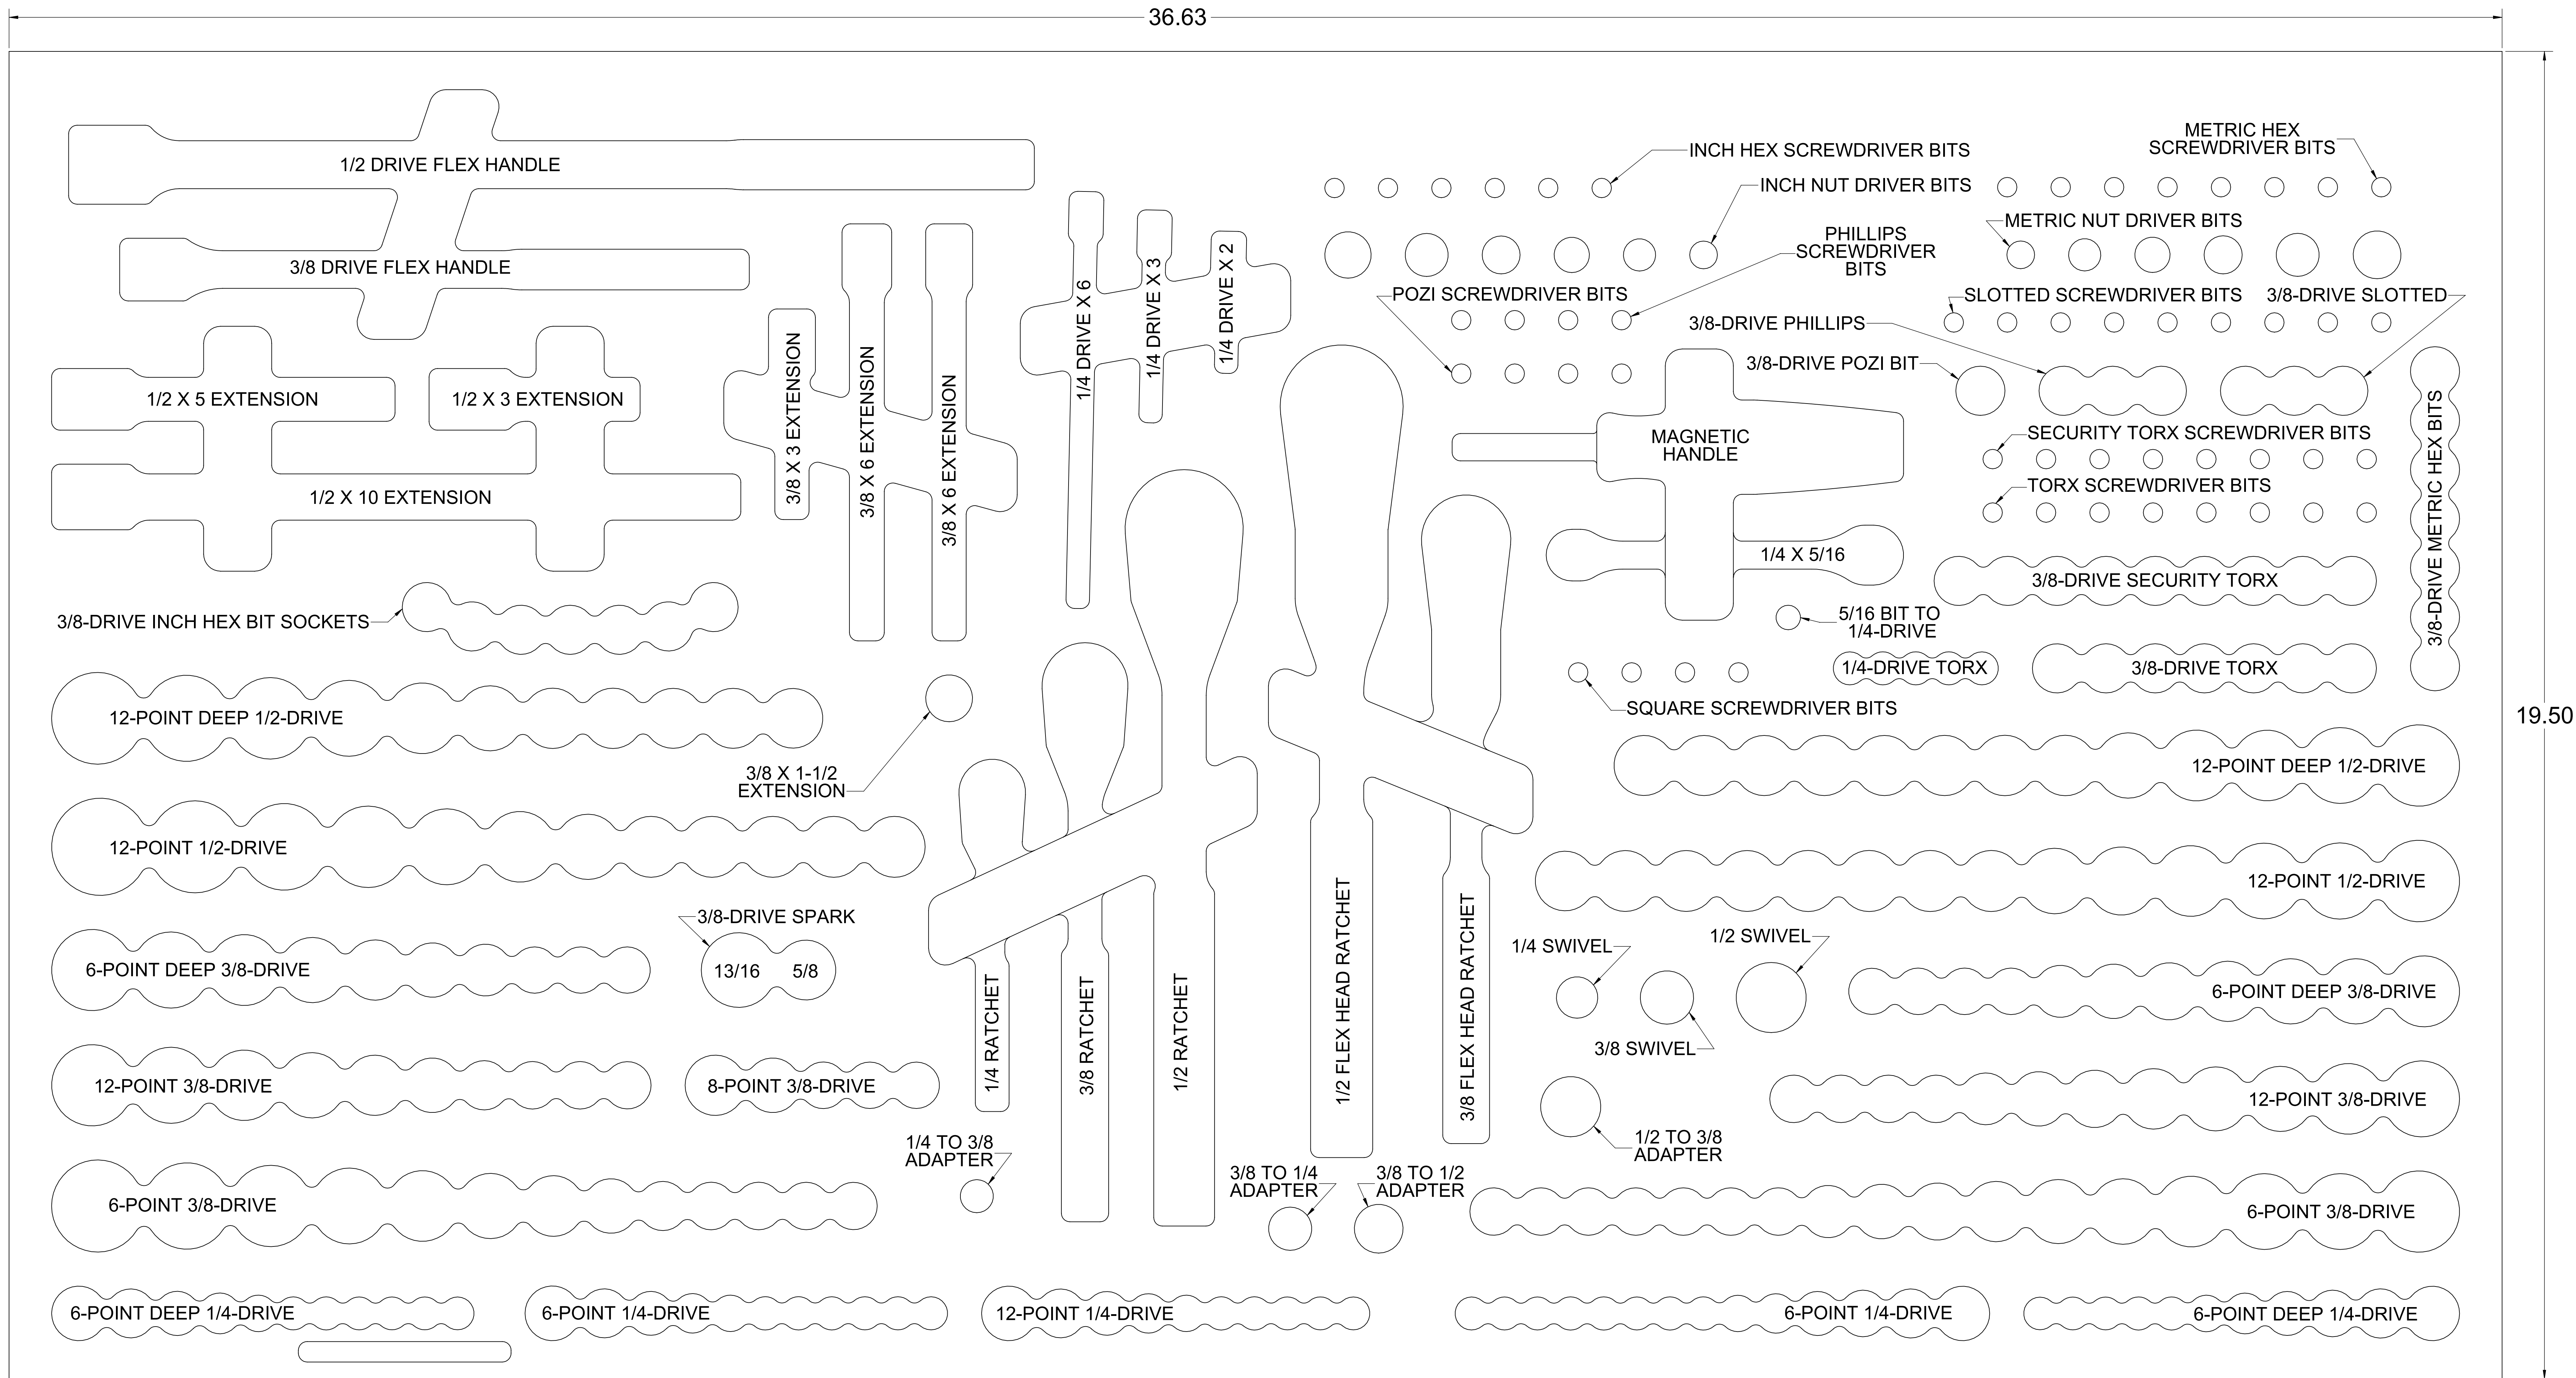 36.63
1/2 DRIVE FLEX HANDLE
3/8 DRIVE FLEX HANDLE
1/2 X 5 EXTENSION
1/2 X 3 EXTENSION
1/2 X 10 EXTENSION
3/8 X 3 EXTENSION
3/8 X 6 EXTENSION
3/8 X 6 EXTENSION
1/4 DRIVE X 6
1/4 DRIVE X 3
1/4 DRIVE X 2
INCH HEX SCREWDRIVER BITS
INCH NUT DRIVER BITS
PHILLIPS
SCREWDRIVER
BITS
POZI SCREWDRIVER BITS
METRIC HEX
SCREWDRIVER BITS
METRIC NUT DRIVER BITS
SLOTTED SCREWDRIVER BITS
3/8-DRIVE SLOTTED
3/8-DRIVE PHILLIPS
3/8-DRIVE POZI BIT
MAGNETIC
HANDLE
SECURITY TORX SCREWDRIVER BITS
TORX SCREWDRIVER BITS
3/8-DRIVE METRIC HEX BITS
1/4 X 5/16
3/8-DRIVE SECURITY TORX
5/16 BIT TO
1/4-DRIVE
1/4-DRIVE TORX
3/8-DRIVE TORX
SQUARE SCREWDRIVER BITS
19.50
3/8-DRIVE INCH HEX BIT SOCKETS
12-POINT DEEP 1/2-DRIVE
3/8 X 1-1/2
EXTENSION
12-POINT 1/2-DRIVE
3/8-DRIVE SPARK
13/16
5/8
6-POINT DEEP 3/8-DRIVE
12-POINT 3/8-DRIVE
8-POINT 3/8-DRIVE
1/4 RATCHET
3/8 RATCHET
1/2 RATCHET
1/2 FLEX HEAD RATCHET
3/8 FLEX HEAD RATCHET
12-POINT DEEP 1/2-DRIVE
12-POINT 1/2-DRIVE
1/4 SWIVEL
1/2 SWIVEL
3/8 SWIVEL
6-POINT DEEP 3/8-DRIVE
12-POINT 3/8-DRIVE
1/2 TO 3/8
ADAPTER
1/4 TO 3/8
ADAPTER
3/8 TO 1/4
ADAPTER
3/8 TO 1/2
ADAPTER
6-POINT 3/8-DRIVE
6-POINT 3/8-DRIVE
6-POINT DEEP 1/4-DRIVE
6-POINT 1/4-DRIVE
12-POINT 1/4-DRIVE
6-POINT 1/4-DRIVE
6-POINT DEEP 1/4-DRIVE